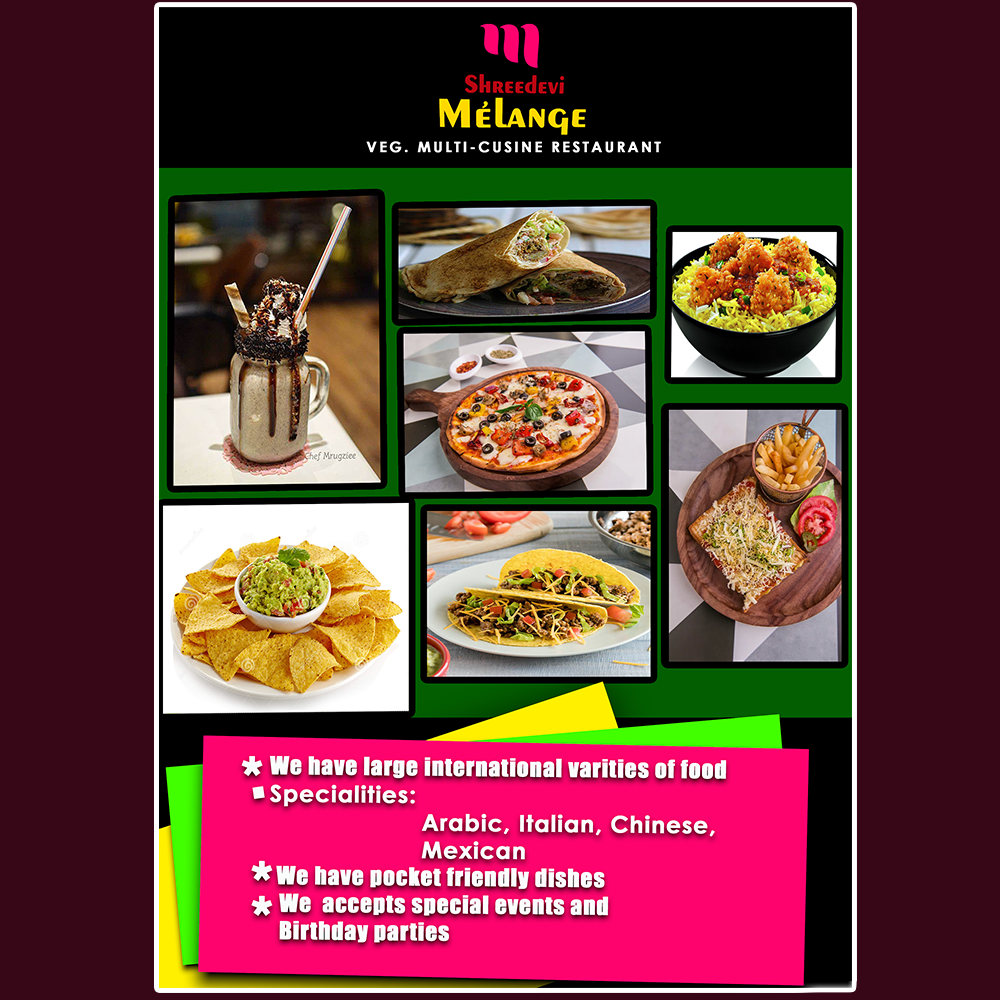 Shreedevi
Mélange
VEG. MULTI-CUSINE RESTAURANT
Chef Mrugziee
* We have large international varities of food
Specialities:
Arabic, Italian, Chinese,
Mexican
* We have pocket friendly dishes
* We accepts special events and
Birthday parties